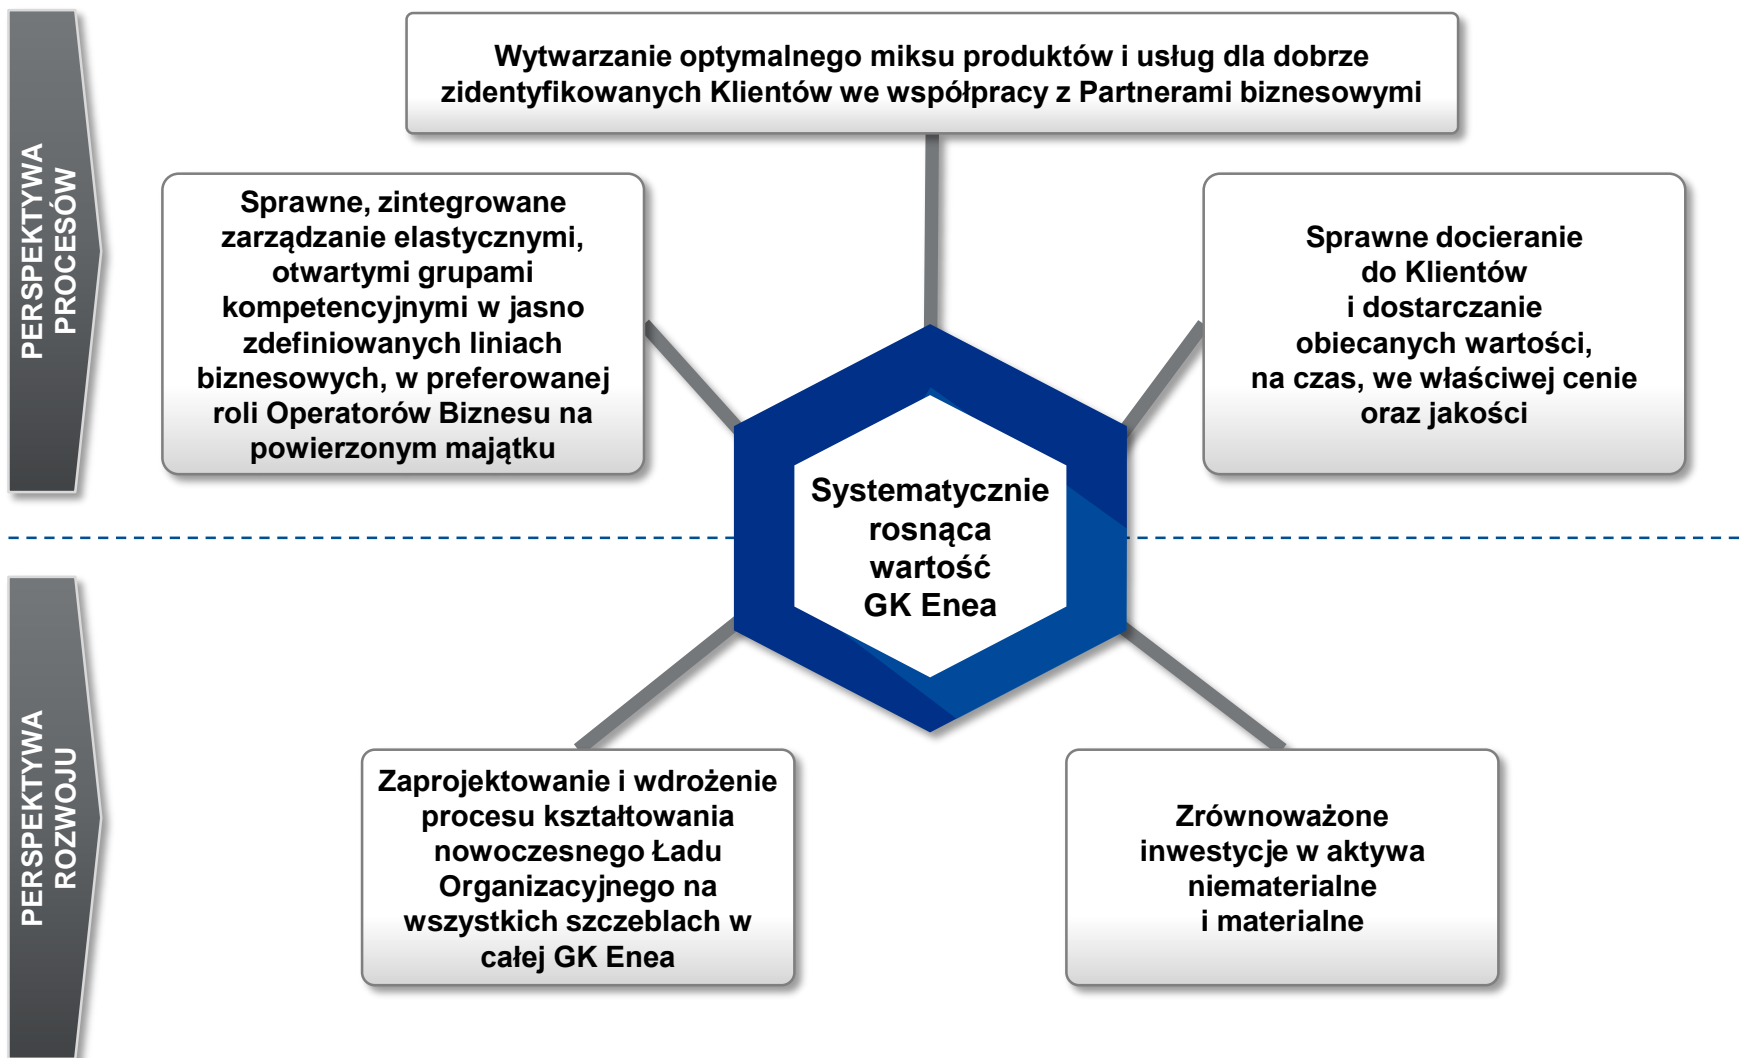 PERSPEKTYWA
PROCESÓW
Wytwarzanie optymalnego miksu produktów i usług dla dobrze
zidentyfikowanych Klientów we współpracy z Partnerami biznesowymi
Sprawne, zintegrowane
zarządzanie elastycznymi,
otwartymi grupami
kompetencyjnymi w jasno
zdefiniowanych liniach
biznesowych, w preferowanej
roli Operatorów Biznesu na
powierzonym majątku
Sprawne docieranie
do Klientów
i dostarczanie
obiecanych wartości,
na czas, we właściwej cenie
oraz jakości
Systematycznie
rosnąca
wartość
GK Enea
PERSPEKTYWA
ROZWOJU
Zaprojektowanie i wdrożenie
procesu kształtowania
nowoczesnego Ładu
Organizacyjnego na
wszystkich szczeblach w
całej GK Enea
Zrównoważone
inwestycje w aktywa
niematerialne
i materialne